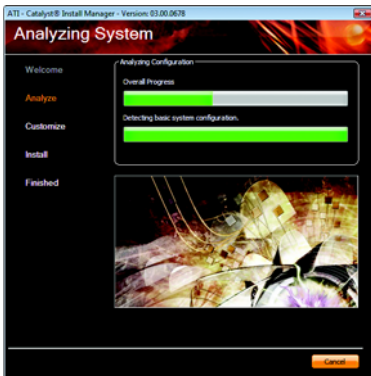 ATI - Catalyst® Install Manager - Version: 03.00.0678
Analyzing System
Welcome
Analyze
Customize
Install
Finished
Analyzing Configuration
Overall Progress
Detecting basic system configuration.
Cancel